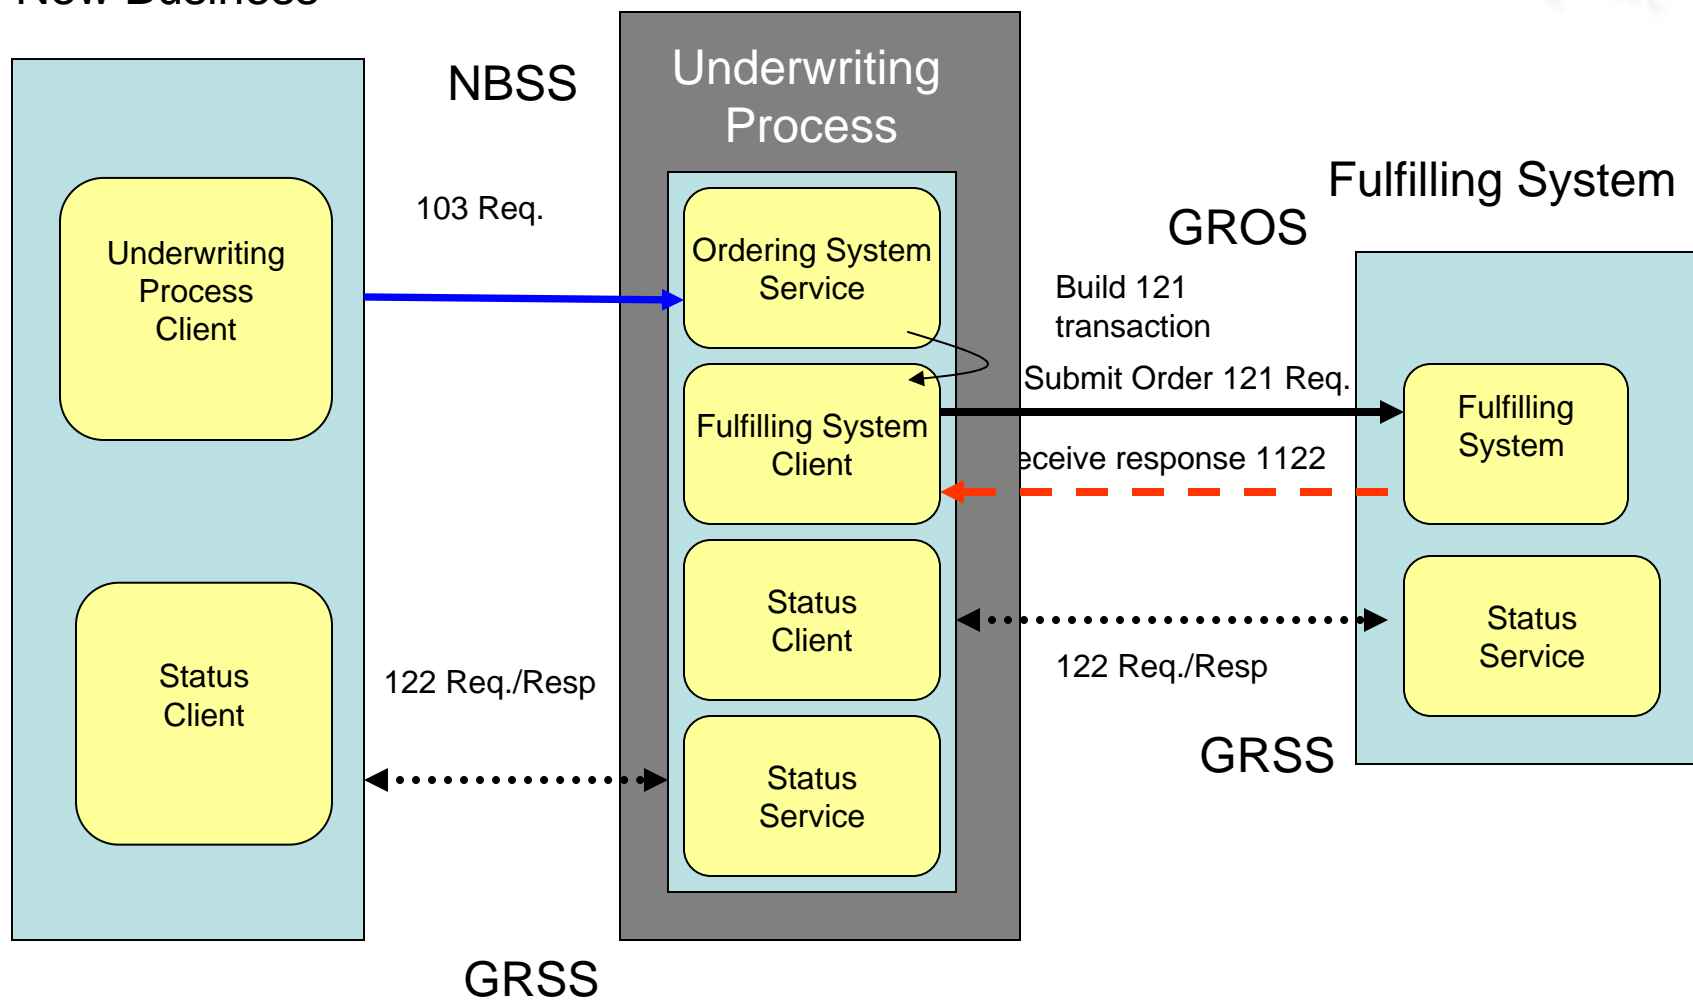 New Business
NBSS
Underwriting
Process
Fulfilling System
GROS
103 Req.
Underwriting
Process
Client
Ordering System
Service
Build 121
transaction
Submit Order 121 Req.
Fulfilling System
Client
eceive response 1122
Fulfilling
System
Status
Client
122 Req./Resp
Status
Service
Status
Client
122 Req./Resp
Status
Service
GRSS
GRSS